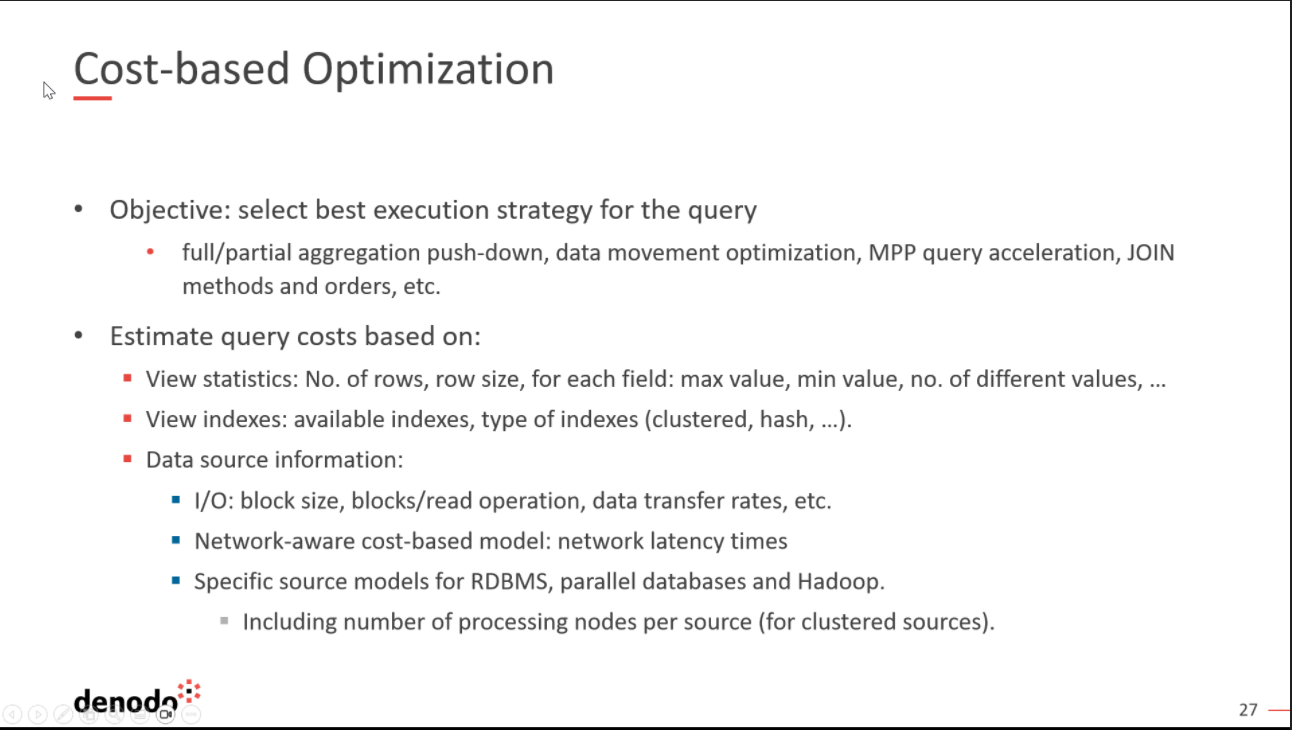 Cost-based Optimization
• Objective: select best execution strategy for the query
• full/partial aggregation push-down, data movement optimization, MPP query acceleration, JOIN
methods and orders, etc.
• Estimate query costs based on:
▪ View statistics: No. of rows, row size, for each field: max value, min value, no. of different values, …
▪ View indexes: available indexes, type of indexes (clustered, hash, …).
▪ Data source information:
▪ I/O: block size, blocks/read operation, data transfer rates, etc.
▪ Network-aware cost-based model: network latency times
▪ Specific source models for RDBMS, parallel databases and Hadoop.
▪ Including number of processing nodes per source (for clustered sources).
denodo
27